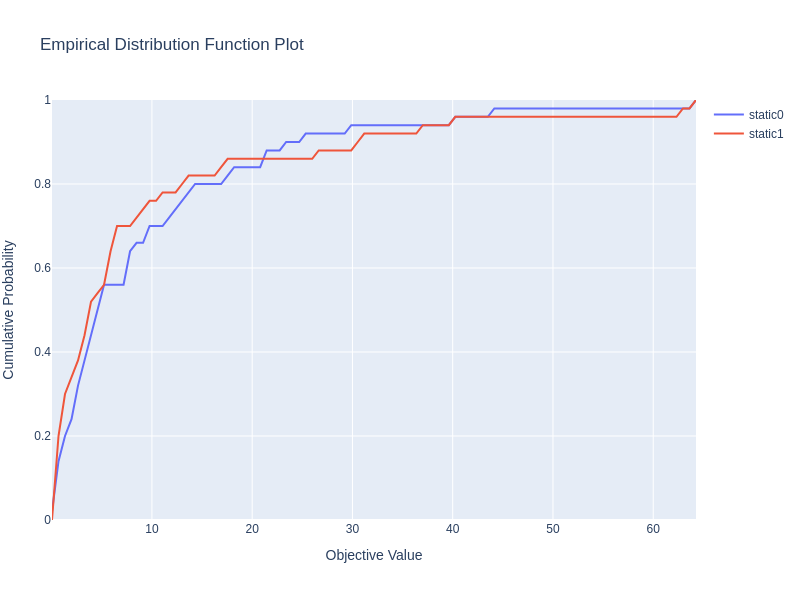 Empirical Distribution Function Plot
static0
static1
Cumulative Probability
1
0.8
0.6
0.4
0.2
0
10
20
30
40
50
60
Objective Value